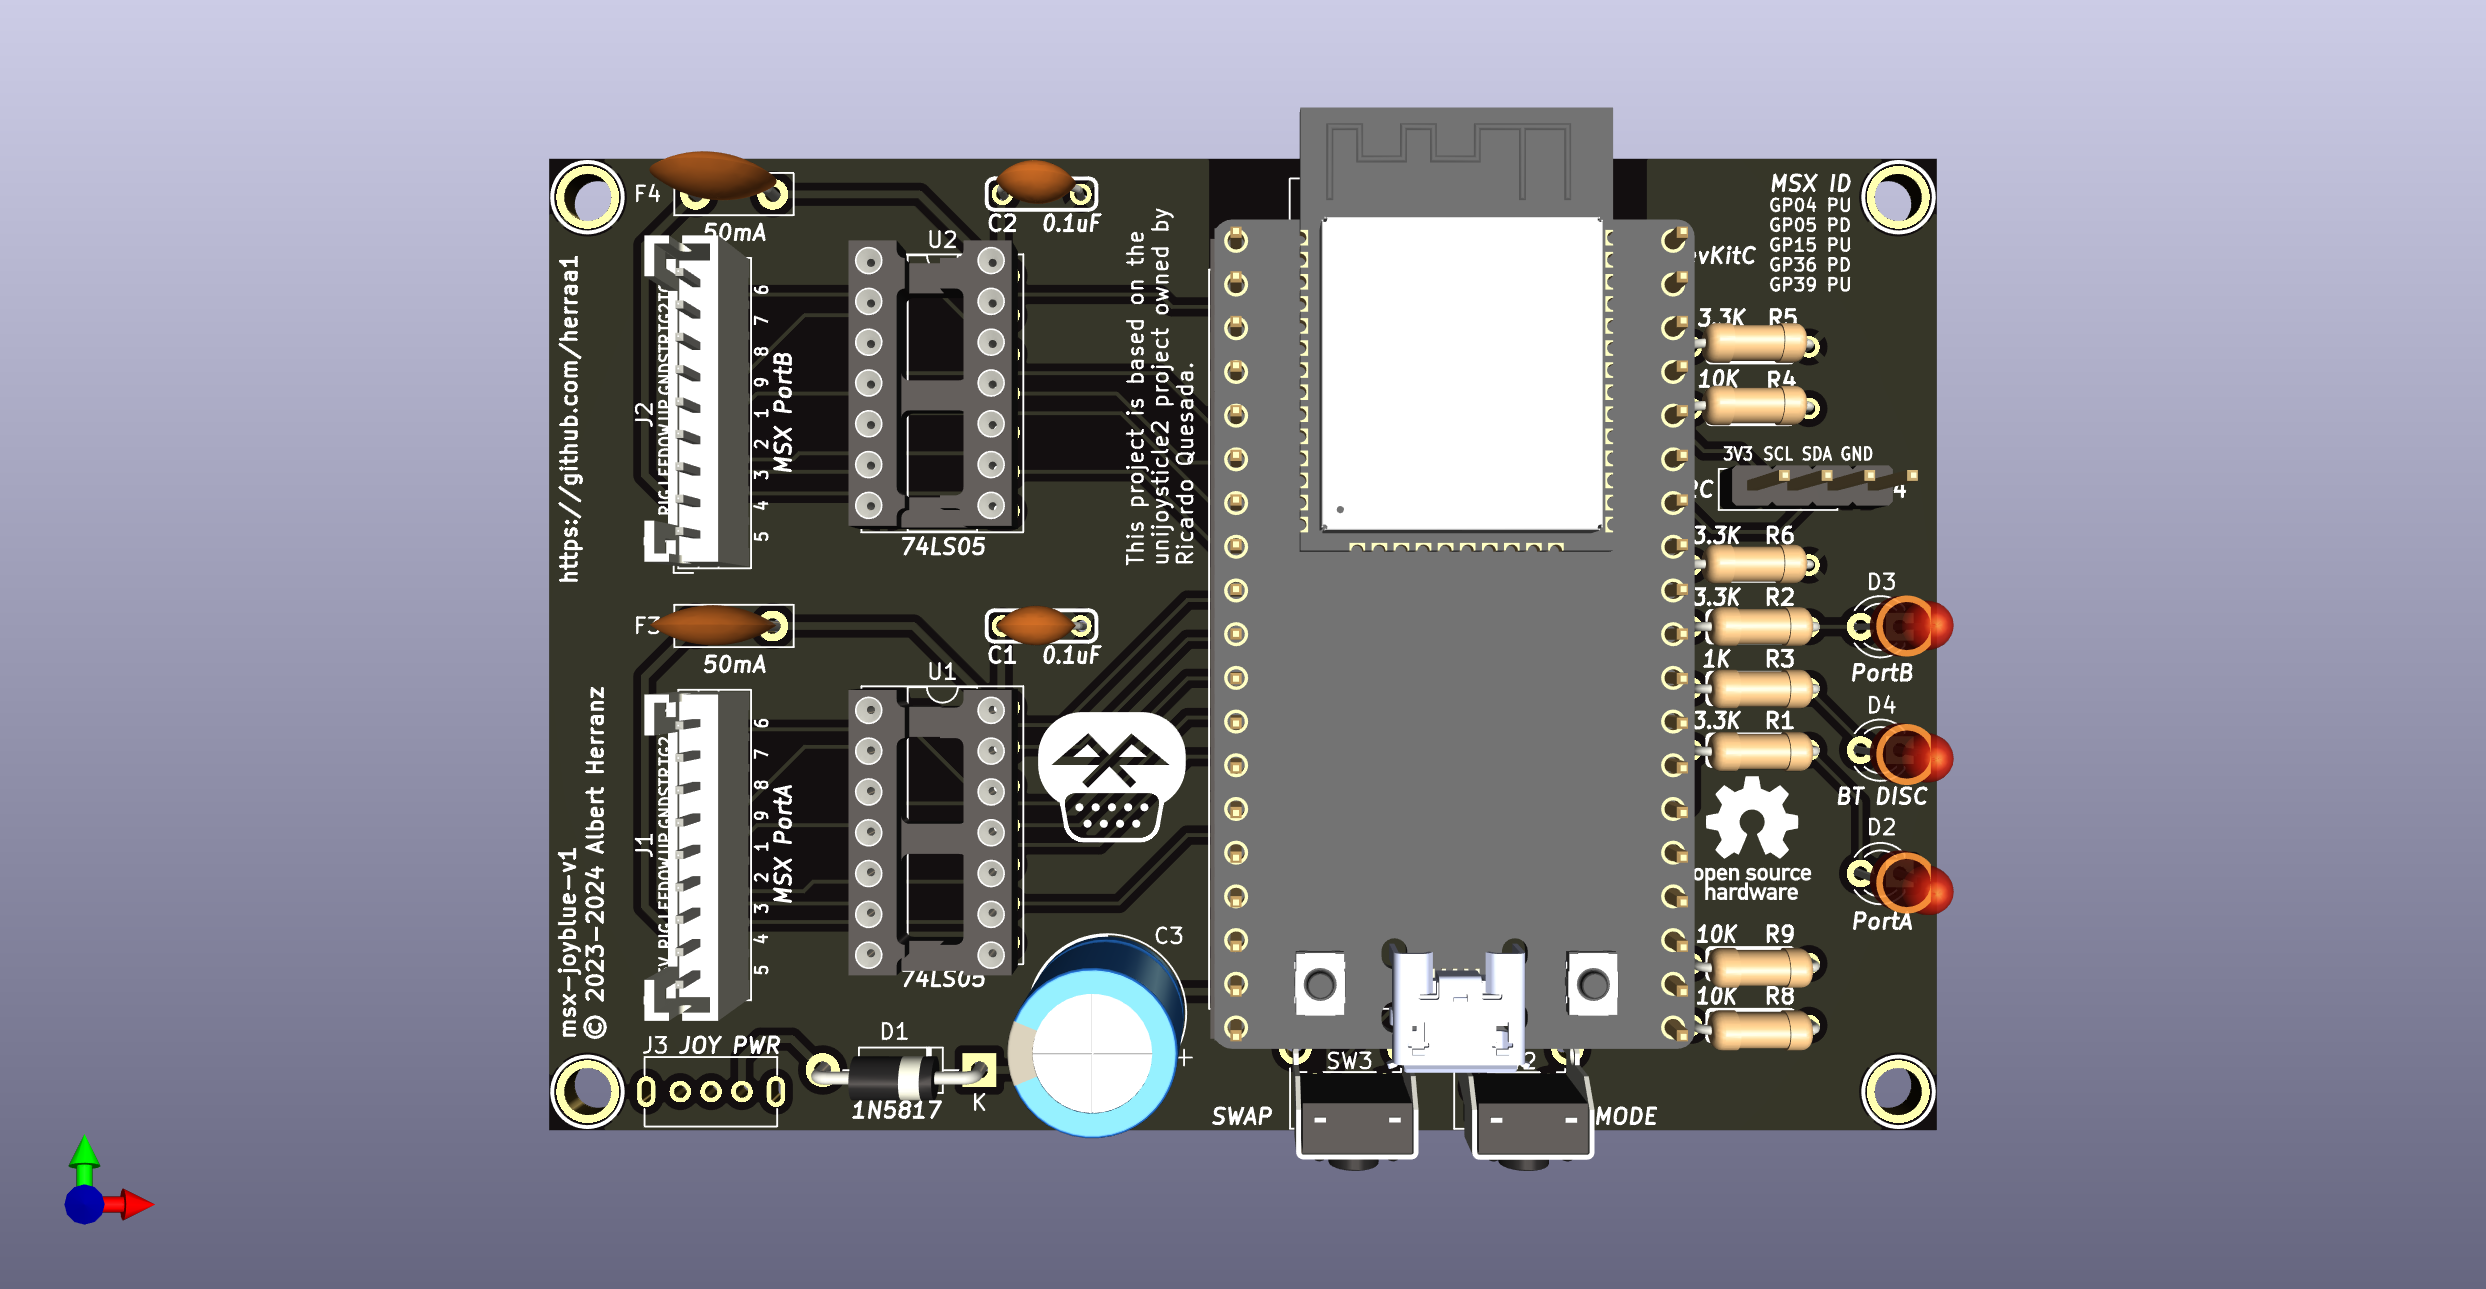 F4
50mA
C2 0.1uF
U2
74LS05
J2
6
7
8
9
1
2
3
4
5
MSX PortB
https://github.com/herraa1
This project is based on the
unijoysticle2 project owned by
Ricardo Quesada.
MSX ID
GP04 PU
GP05 PD
GP15 PU
GP36 PD
GP39 PU
vKitC
3.3K R5
10K R4
3V3 SCL SDA GND
4
3.3K R6
3.3K R2
1K R3
3.3K R1
D3
PortB
D4
BT DISC
D2
PortA
open source
hardware
10K R9
10K R8
F3
50mA
C1 0.1uF
U1
74LS05
J1
6
7
8
9
1
2
3
4
5
MSX PortA
msx-joyblue-v1
© 2023-2024 Albert Herranz
J3 JOY PWR
D1
1N5817
K
C3
+
SW3
2
SWAP
MODE